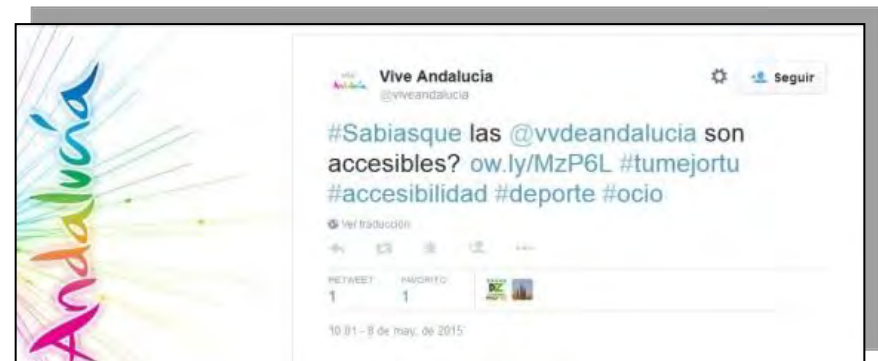 Andalucía
Vive Andalucía
@viveandalucia
Seguir
#Sabiasque las @vvdeandalucia son
accesibles? ow.ly/MzP6L #tumejortu
#accesibilidad #deporte #ocio
Ver traducción
RETWEET FAVORITO
1 1
10:01 - 8 de may. de 2015